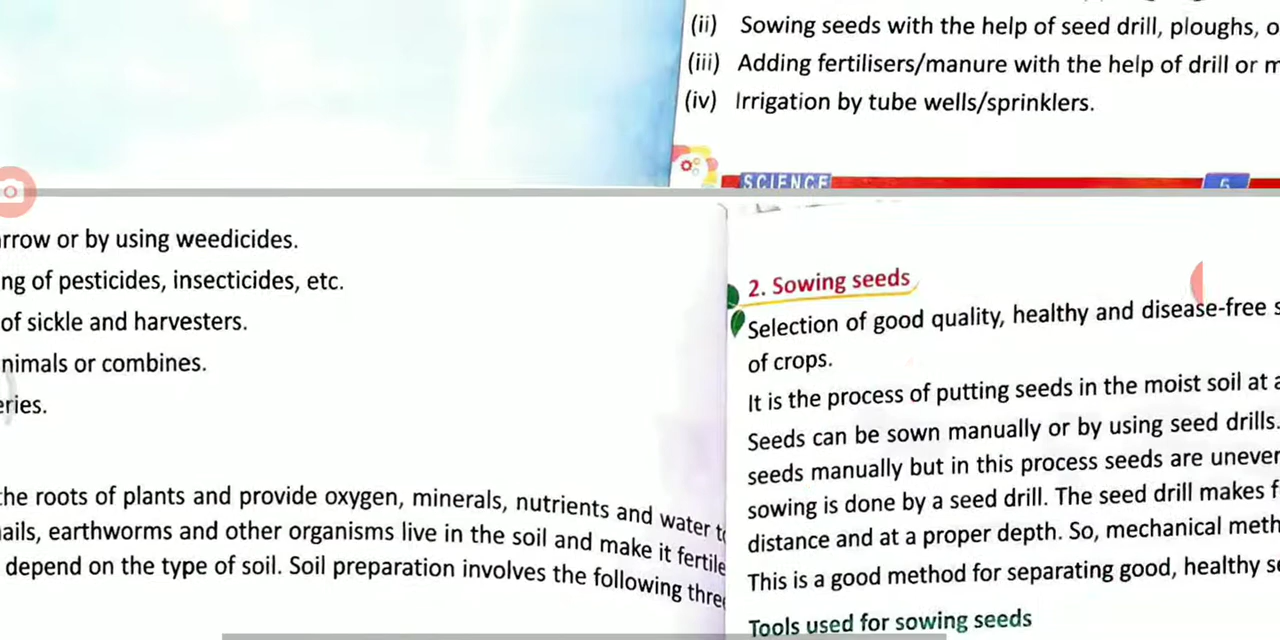 (ii) Sowing seeds with the help of seed drill, ploughs,
(iii) Adding fertilisers/manure with the help of drill or
(iv) Irrigation by tube wells/sprinklers.
SCIENCE 5
rrow or by using weedicides.
ng of pesticides, insecticides, etc.
of sickle and harvesters.
nimals or combines.
eries.
he roots of plants and provide oxygen, minerals, nutrients and water
ails, earthworms and other organisms live in the soil and make it fertile
depend on the type of soil. Soil preparation involves the following
2. Sowing seeds
Selection of good quality, healthy and disease-free
of crops.
It is the process of putting seeds in the moist soil at
Seeds can be sown manually or by using seed drills.
seeds manually but in this process seeds are uneven
sowing is done by a seed drill. The seed drill makes
distance and at a proper depth. So, mechanical meth
This is a good method for separating good, healthy
Tools used for sowing seeds